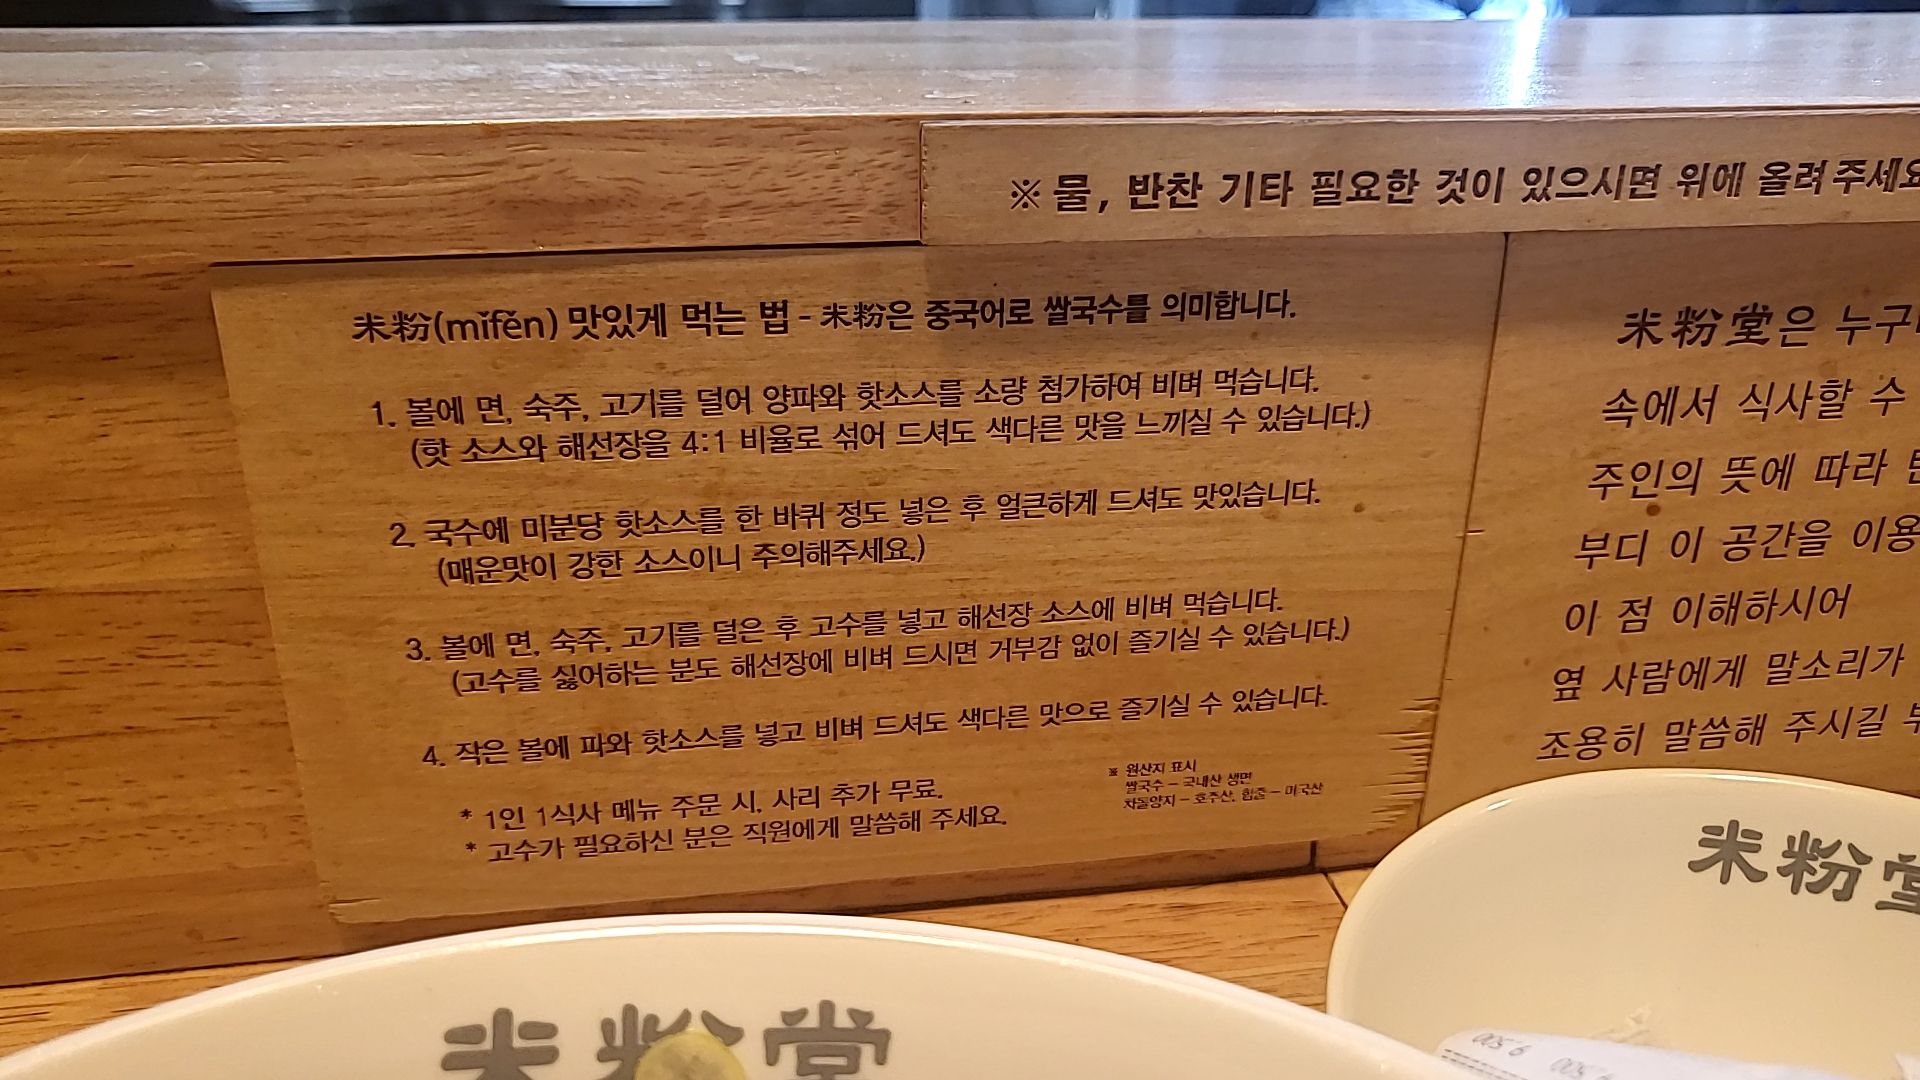 ※ 물, 반찬 기타 필요한 것이 있으시면 위에 올려주세요
米粉(mǐfěn) 맛있게 먹는 법 - 米粉은 중국어로 쌀국수를 의미합니다.
1. 볼에 면, 숙주, 고기를 덜어 양파와 핫소스를 소량 첨가하여 비벼 먹습니다.
(핫 소스와 해선장을 4:1 비율로 섞어 드셔도 색다른 맛을 느끼실 수 있습니다.)
2. 국수에 미분당 핫소스를 한 바퀴 정도 넣은 후 얼큰하게 드셔도 맛있습니다.
(매운맛이 강한 소스이니 주의해주세요.)
3. 볼에 면, 숙주, 고기를 덜은 후 고수를 넣고 해선장 소스에 비벼 먹습니다.
(고수를 싫어하는 분도 해선장에 비벼 드시면 거부감 없이 즐기실 수 있습니다.)
4. 작은 볼에 파와 핫소스를 넣고 비벼 드셔도 색다른 맛으로 즐기실 수 있습니다.
* 1인 1식사 메뉴 주문 시, 사리 추가 무료.
* 고수가 필요하신 분은 직원에게 말씀해 주세요.
※ 원산지 표시
쌀국수 - 국내산 생면
차돌양지 - 호주산, 힘줄 - 미국산
米粉堂은 누구
속에서 식사할 수
주인의 뜻에 따라
부디 이 공간을 이용
이 점 이해하시어
옆 사람에게 말소리가
조용히 말씀해 주시길
米粉堂
米粉堂